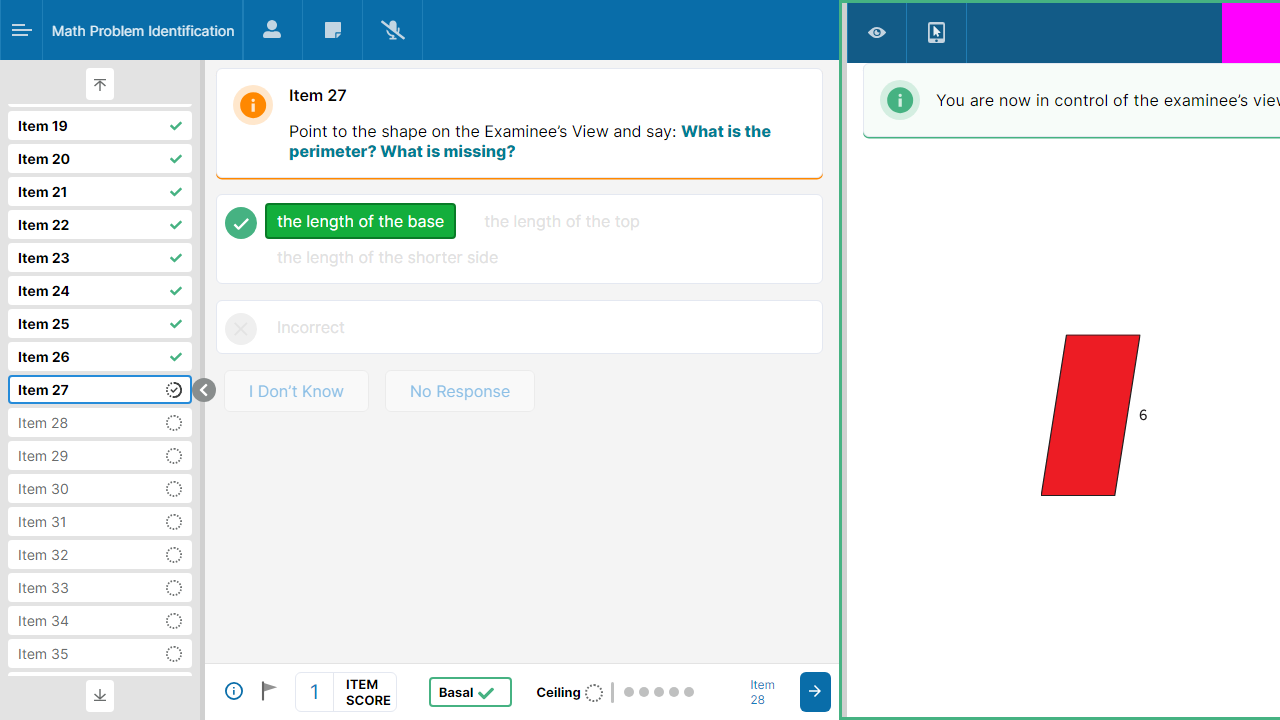 Math Problem Identification
Item 19
Item 20
Item 21
Item 22
Item 23
Item 24
Item 25
Item 26
Item 27
Item 28
Item 29
Item 30
Item 31
Item 32
Item 33
Item 34
Item 35
Item 27
Point to the shape on the Examinee’s View and say: What is the
perimeter? What is missing?
the length of the base
the length of the top
the length of the shorter side
Incorrect
I Don’t Know
No Response
1
ITEM
SCORE
Basal
Ceiling
Item
28
You are now in control of the examinee’s
6